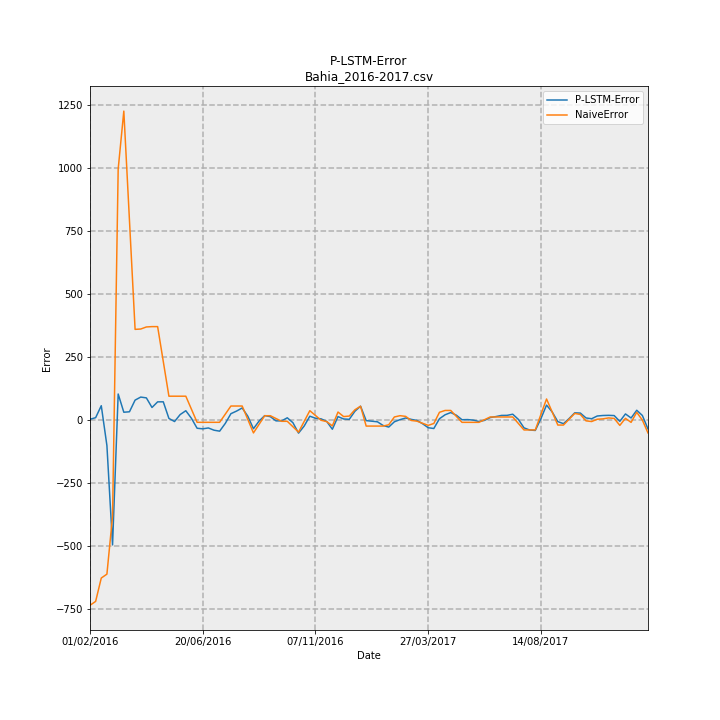 P-LSTM-Error
Bahia_2016-2017.csv
P-LSTM-Error
NaiveError
1250
1000
750
500
250
0
−250
−500
−750
Error
01/02/2016
20/06/2016
07/11/2016
27/03/2017
14/08/2017
Date